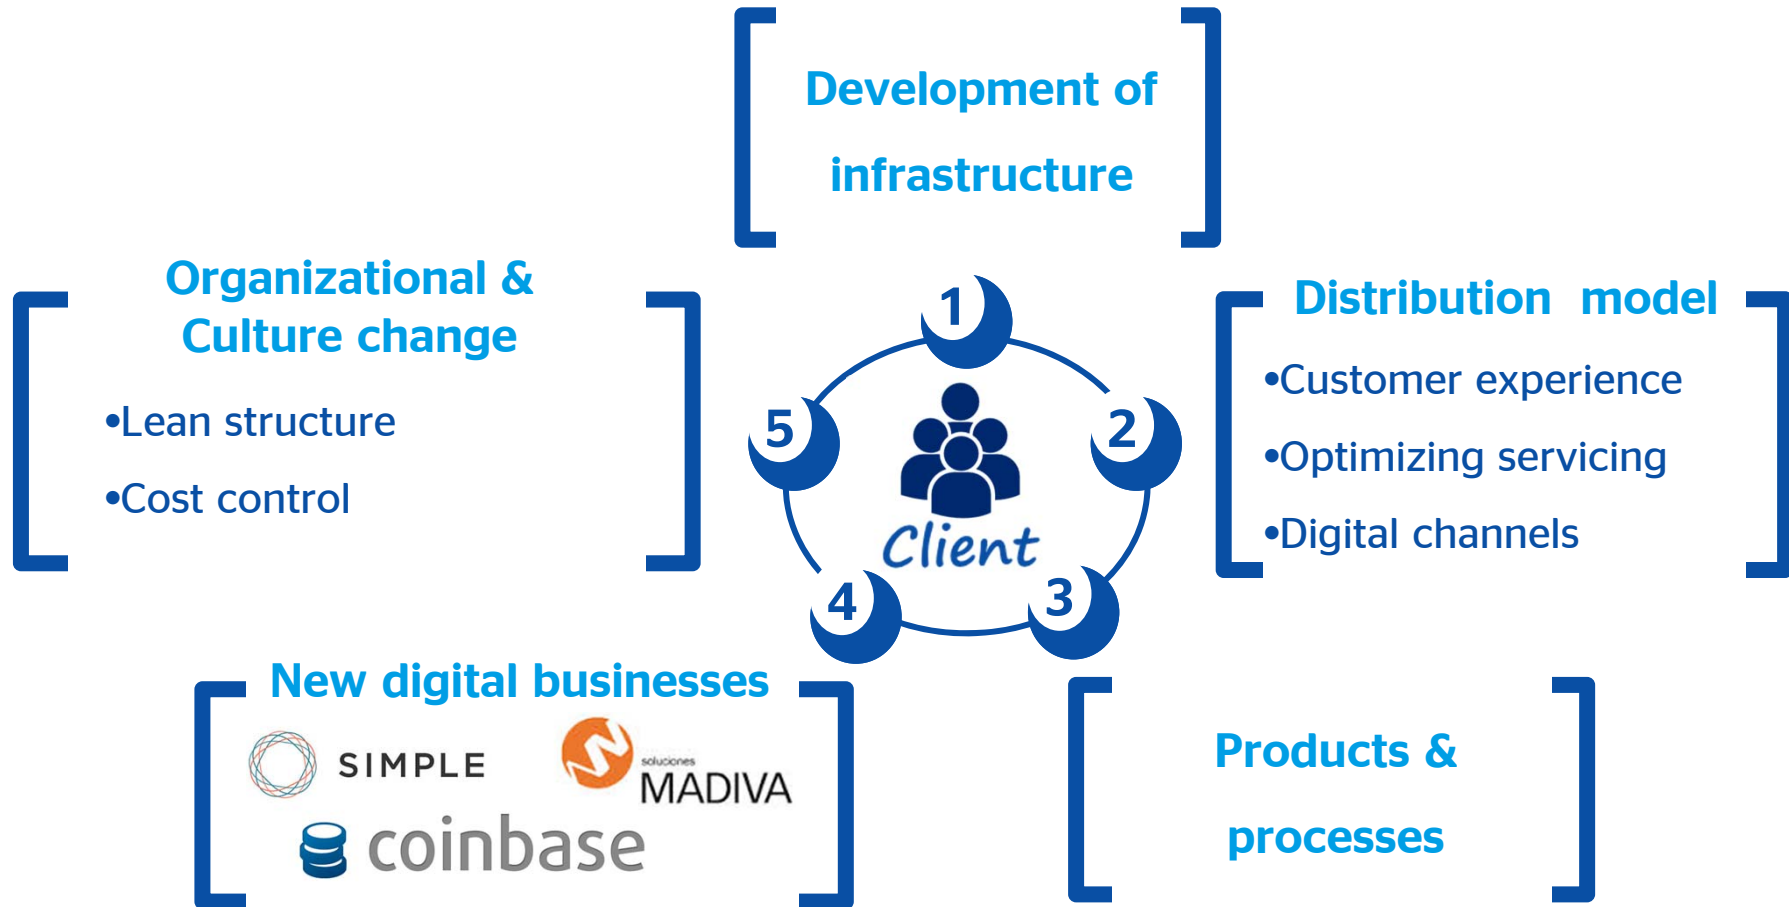 Development of
infrastructure
1
Distribution model
•Customer experience
•Optimizing servicing
•Digital channels
2
3
Products &
processes
4
New digital businesses
SIMPLE
soluciones
MADIVA
coinbase
5
Organizational &
Culture change
•Lean structure
•Cost control
Client